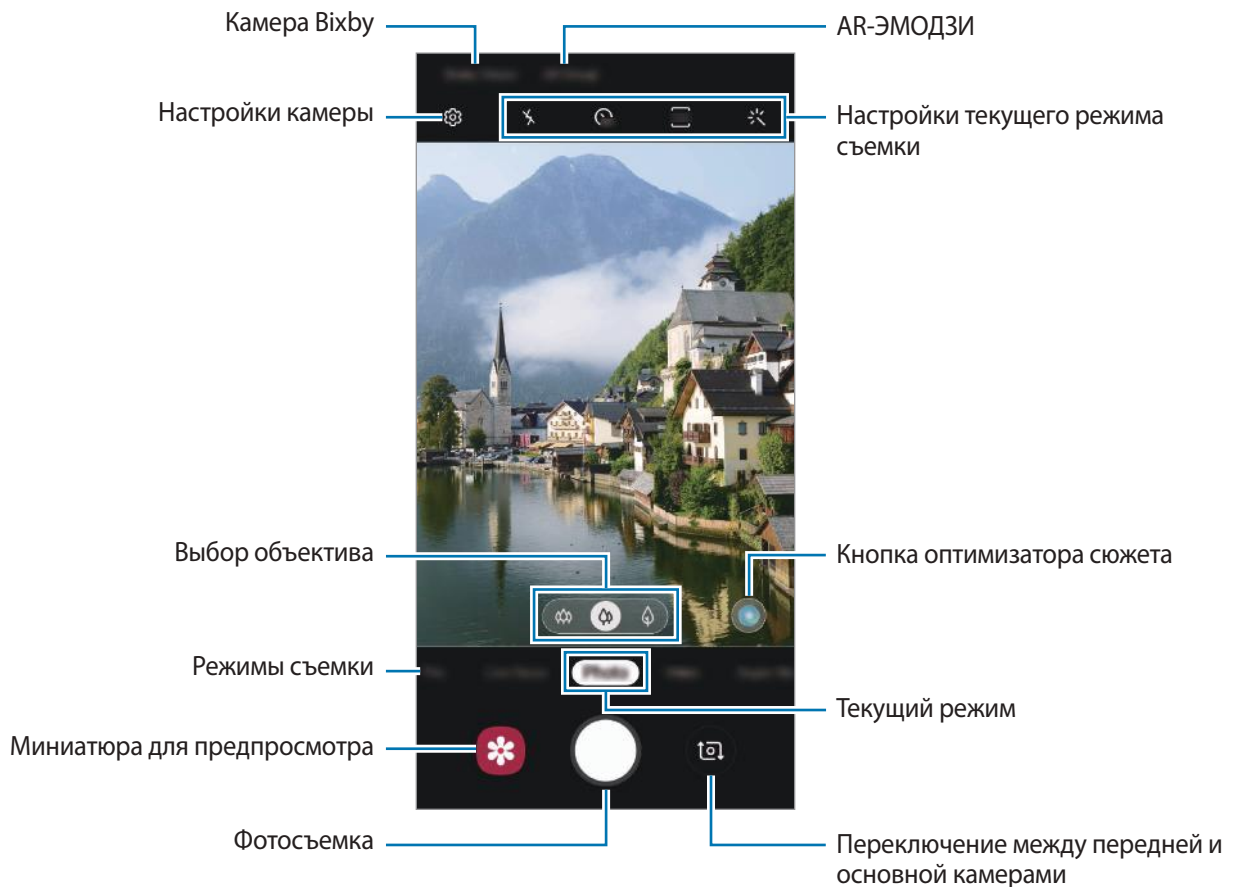 Камера Bixby
AR-ЭМОДЗИ
Настройки камеры
Настройки текущего режима
съемки
Выбор объектива
Кнопка оптимизатора сюжета
Режимы съемки
Текущий режим
Миниатюра для предпросмотра
Фотосъемка
Переключение между передней и
основной камерами